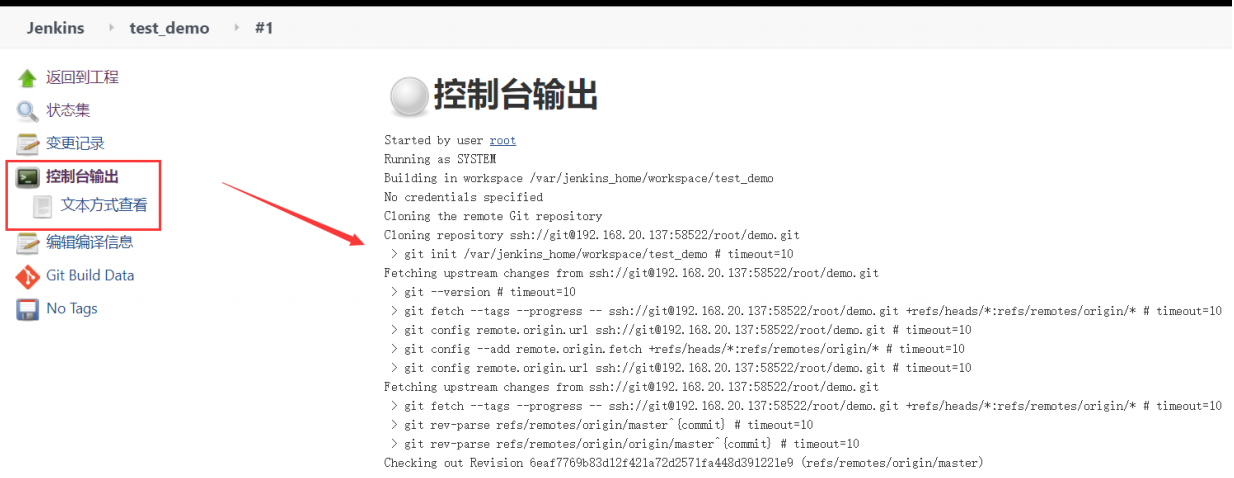 Jenkins test_demo #1
返回到工程
状态集
变更记录
控制台输出
文本方式查看
编辑编译信息
Git Build Data
No Tags
控制台输出
Started by user root
Running as SYSTEM
Building in workspace /var/jenkins_home/workspace/test_demo
No credentials specified
Cloning the remote Git repository
Cloning repository ssh://git@192.168.20.137:58522/root/demo.git
> git init /var/jenkins_home/workspace/test_demo # timeout=10
Fetching upstream changes from ssh://git@192.168.20.137:58522/root/demo.git
> git --version # timeout=10
> git fetch --tags --progress -- ssh://git@192.168.20.137:58522/root/demo.git +refs/heads/*:refs/remotes/origin/* # timeout=10
> git config remote.origin.url ssh://git@192.168.20.137:58522/root/demo.git # timeout=10
> git config --add remote.origin.fetch +refs/heads/*:refs/remotes/origin/* # timeout=10
> git config remote.origin.url ssh://git@192.168.20.137:58522/root/demo.git # timeout=10
Fetching upstream changes from ssh://git@192.168.20.137:58522/root/demo.git
> git fetch --tags --progress -- ssh://git@192.168.20.137:58522/root/demo.git +refs/heads/*:refs/remotes/origin/* # timeout=10
> git rev-parse refs/remotes/origin/master^{commit} # timeout=10
> git rev-parse refs/remotes/origin/origin/master^{commit} # timeout=10
Checking out Revision 6eaf7769b83d12f421a72d2571fa448d391221e9 (refs/remotes/origin/master)